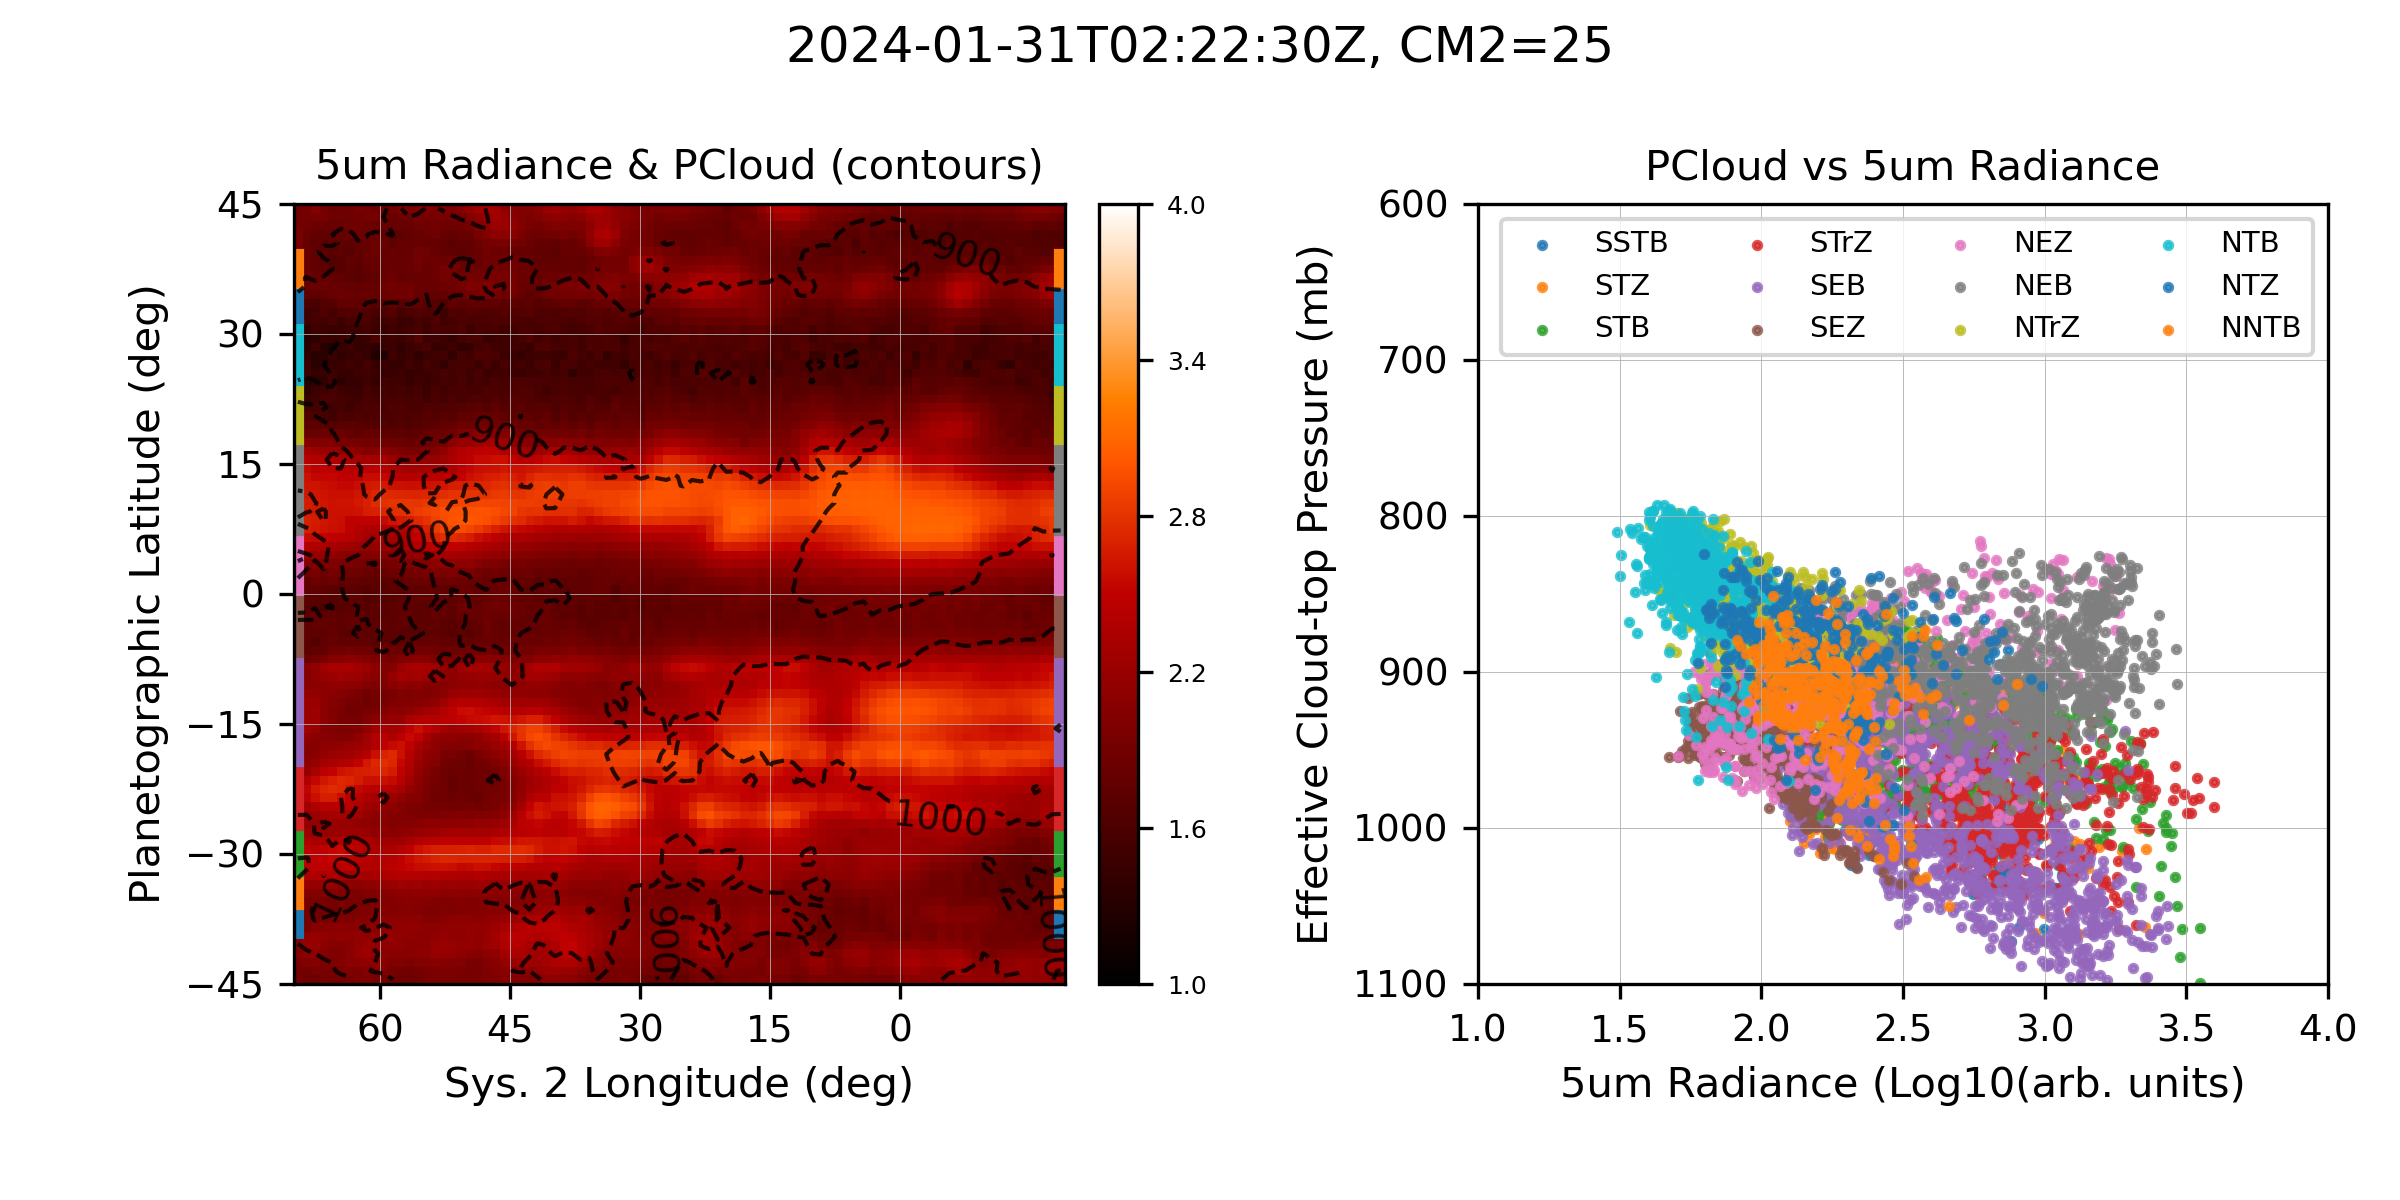 2024-01-31T02:22:30Z, CM2=25
5um Radiance & PCloud (contours)
Planetographic Latitude (deg)
45
30
15
0
−15
−30
−45
900
900
900
1000
1000
900
1000
60
45
30
15
0
Sys. 2 Longitude (deg)
4.0
3.4
2.8
2.2
1.6
1.0
PCloud vs 5um Radiance
Effective Cloud-top Pressure (mb)
600
700
800
900
1000
1100
SSTB STrZ NEZ NTB
STZ SEB NEB NTZ
STB SEZ NTrZ NNTB
1.0 1.5 2.0 2.5 3.0 3.5 4.0
5um Radiance (Log10(arb. units)